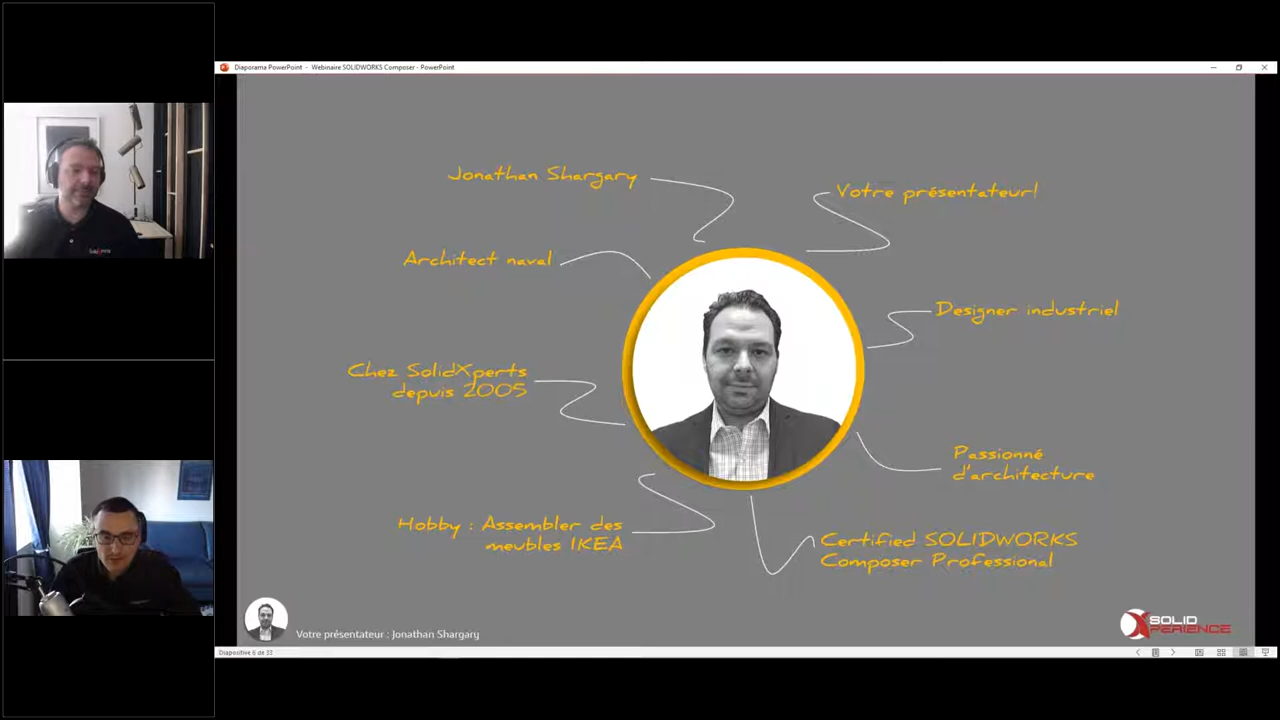 Diaporama PowerPoint - Webinaire SOLIDWORKS Composer - PowerPoint
Jonathan Shargary
Votre présentateur!
Architect naval
Designer industriel
Chez SolidXperts
depuis 2005
Passionné
d'architecture
Hobby : Assembler des
meubles IKEA
Certified SOLIDWORKS
Composer Professional
Votre présentateur : Jonathan Shargary
SOLID
XPERIENCE
Diapositive 6 de 33